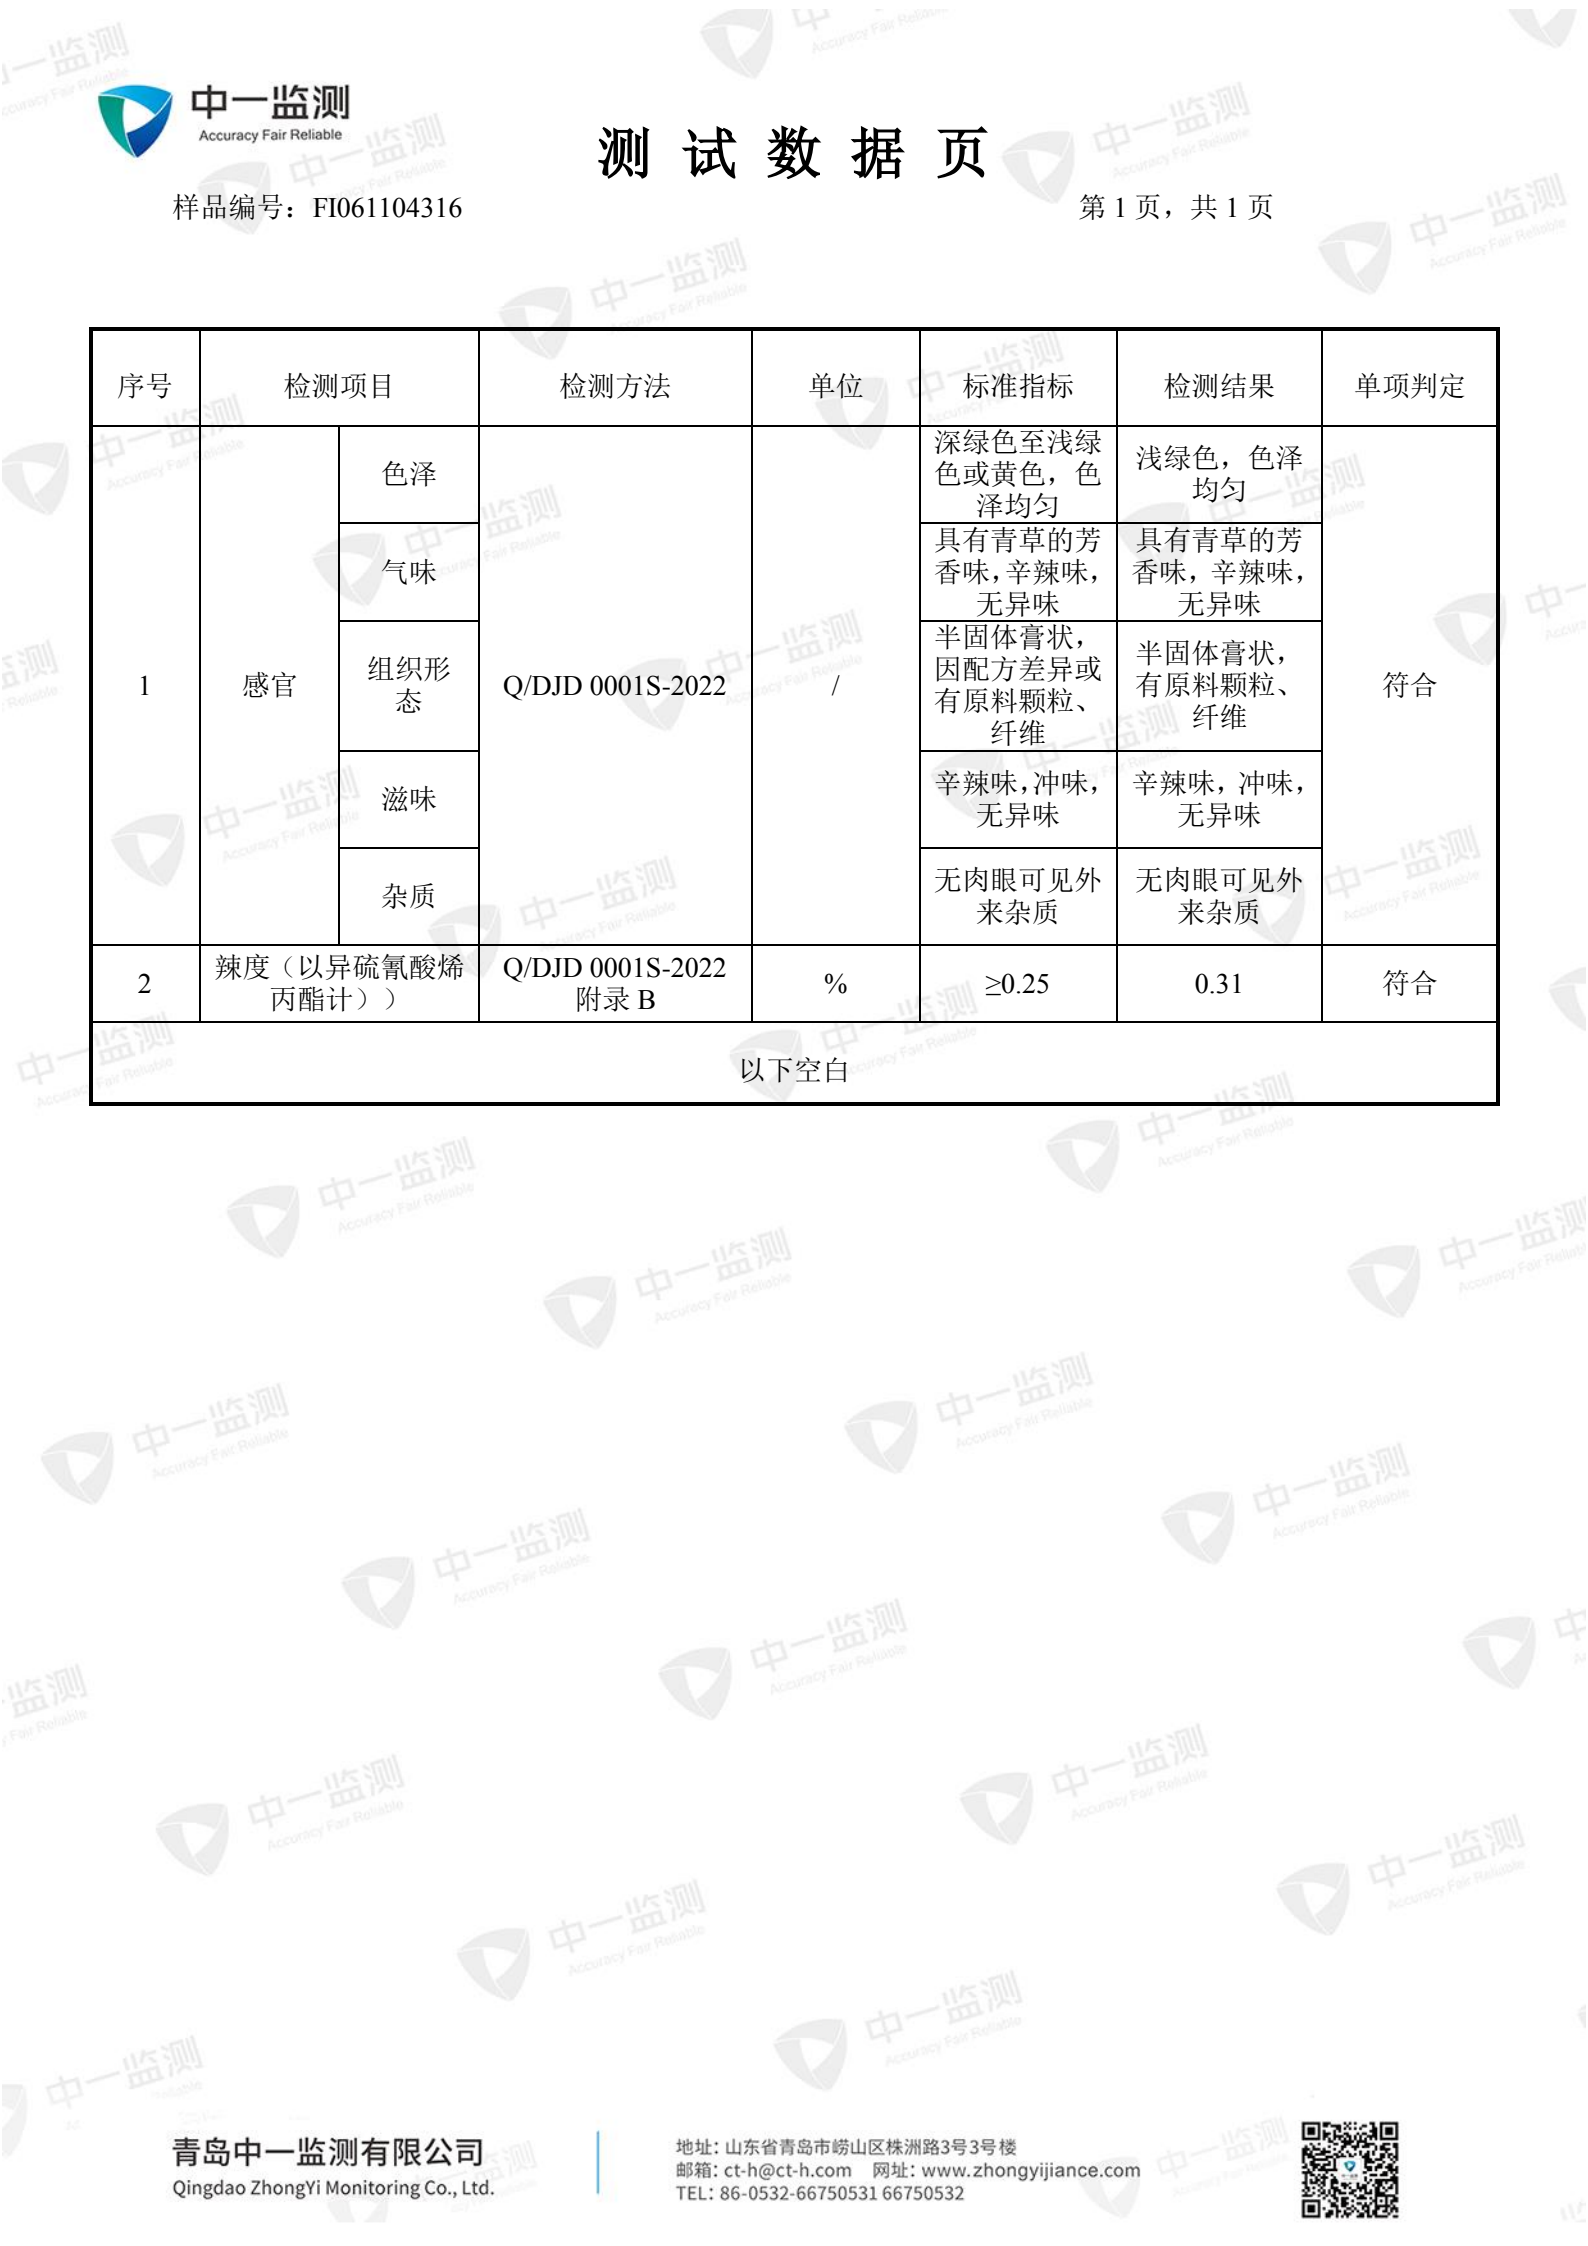 中一监测
Accuracy Fair Reliable
测试数据页
样品编号：FI061104316
第 1 页，共 1 页
序号
检测项目
检测方法
单位
标准指标
检测结果
单项判定
1
感官
色泽
Q/DJD 0001S-2022
/
深绿色至浅绿
色或黄色，色
泽均匀
浅绿色，色泽
均匀
符合
气味
具有青草的芳
香味，辛辣味，
无异味
具有青草的芳
香味，辛辣味，
无异味
组织形
态
半固体膏状，
因配方差异或
有原料颗粒、
纤维
半固体膏状，
有原料颗粒、
纤维
滋味
辛辣味，冲味，
无异味
辛辣味，冲味，
无异味
杂质
无肉眼可见外
来杂质
无肉眼可见外
来杂质
2
辣度（以异硫氰酸烯
丙酯计））
Q/DJD 0001S-2022
附录 B
%
≥0.25
0.31
符合
以下空白
青岛中一监测有限公司
Qingdao ZhongYi Monitoring Co., Ltd.
地址：山东省青岛市崂山区株洲路3号3号楼
邮箱：ct-h@ct-h.com 网址：www.zhongyijiance.com
TEL：86-0532-66750531 66750532